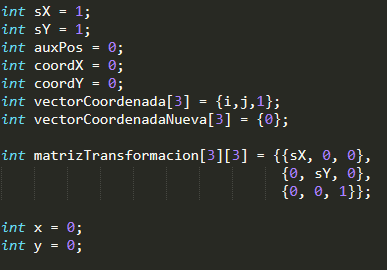 int sX = 1;
int sY = 1;
int auxPos = 0;
int coordX = 0;
int coordY = 0;
int vectorCoordenada[3] = {i,j,1};
int vectorCoordenadaNueva[3] = {0};
int matrizTransformacion[3][3] = {{sX, 0, 0},
{0, sY, 0},
{0, 0, 1}};
int x = 0;
int y = 0;